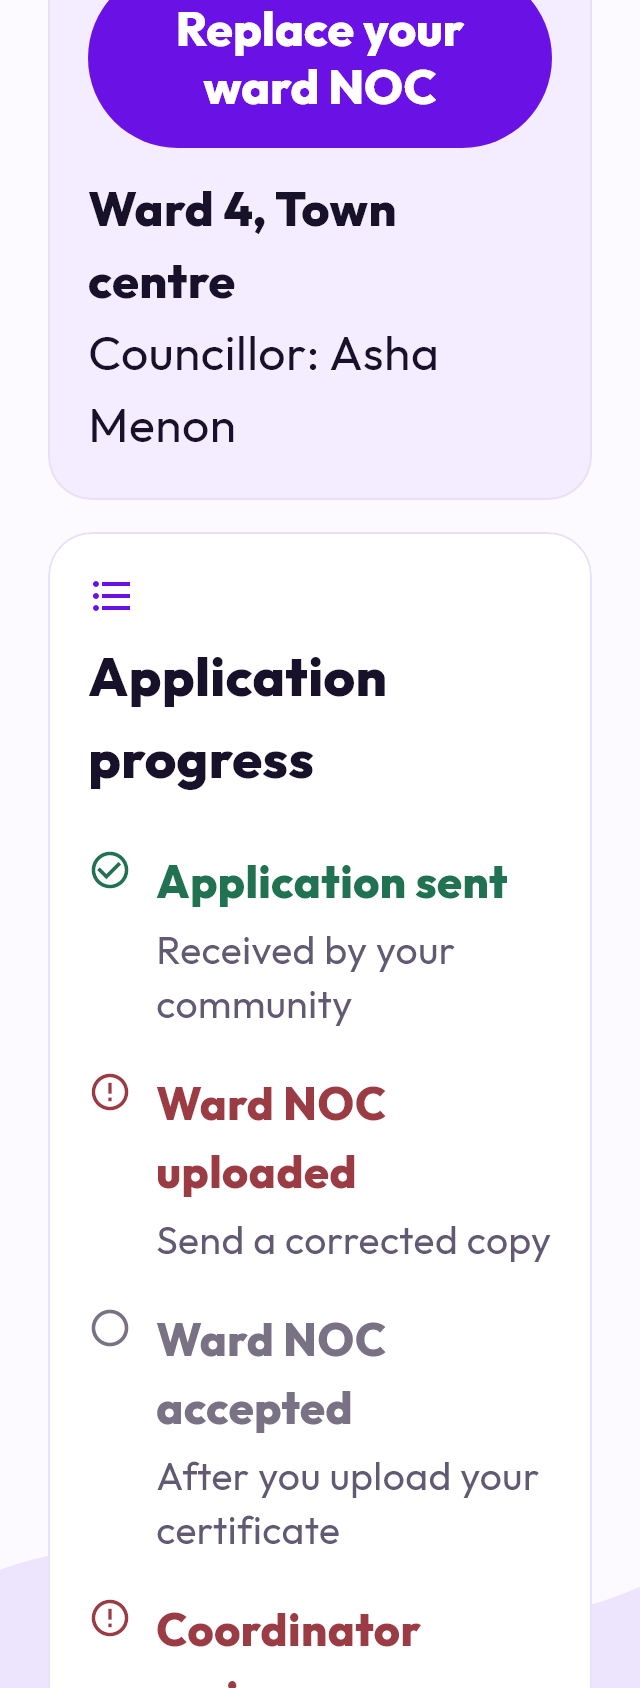 Replace your
ward NOC
Ward 4, Town
centre
Councillor: Asha
Menon
Application
progress
Application sent
Received by your
community
Ward NOC
uploaded
Send a corrected copy
Ward NOC
accepted
After you upload your
certificate
Coordinator